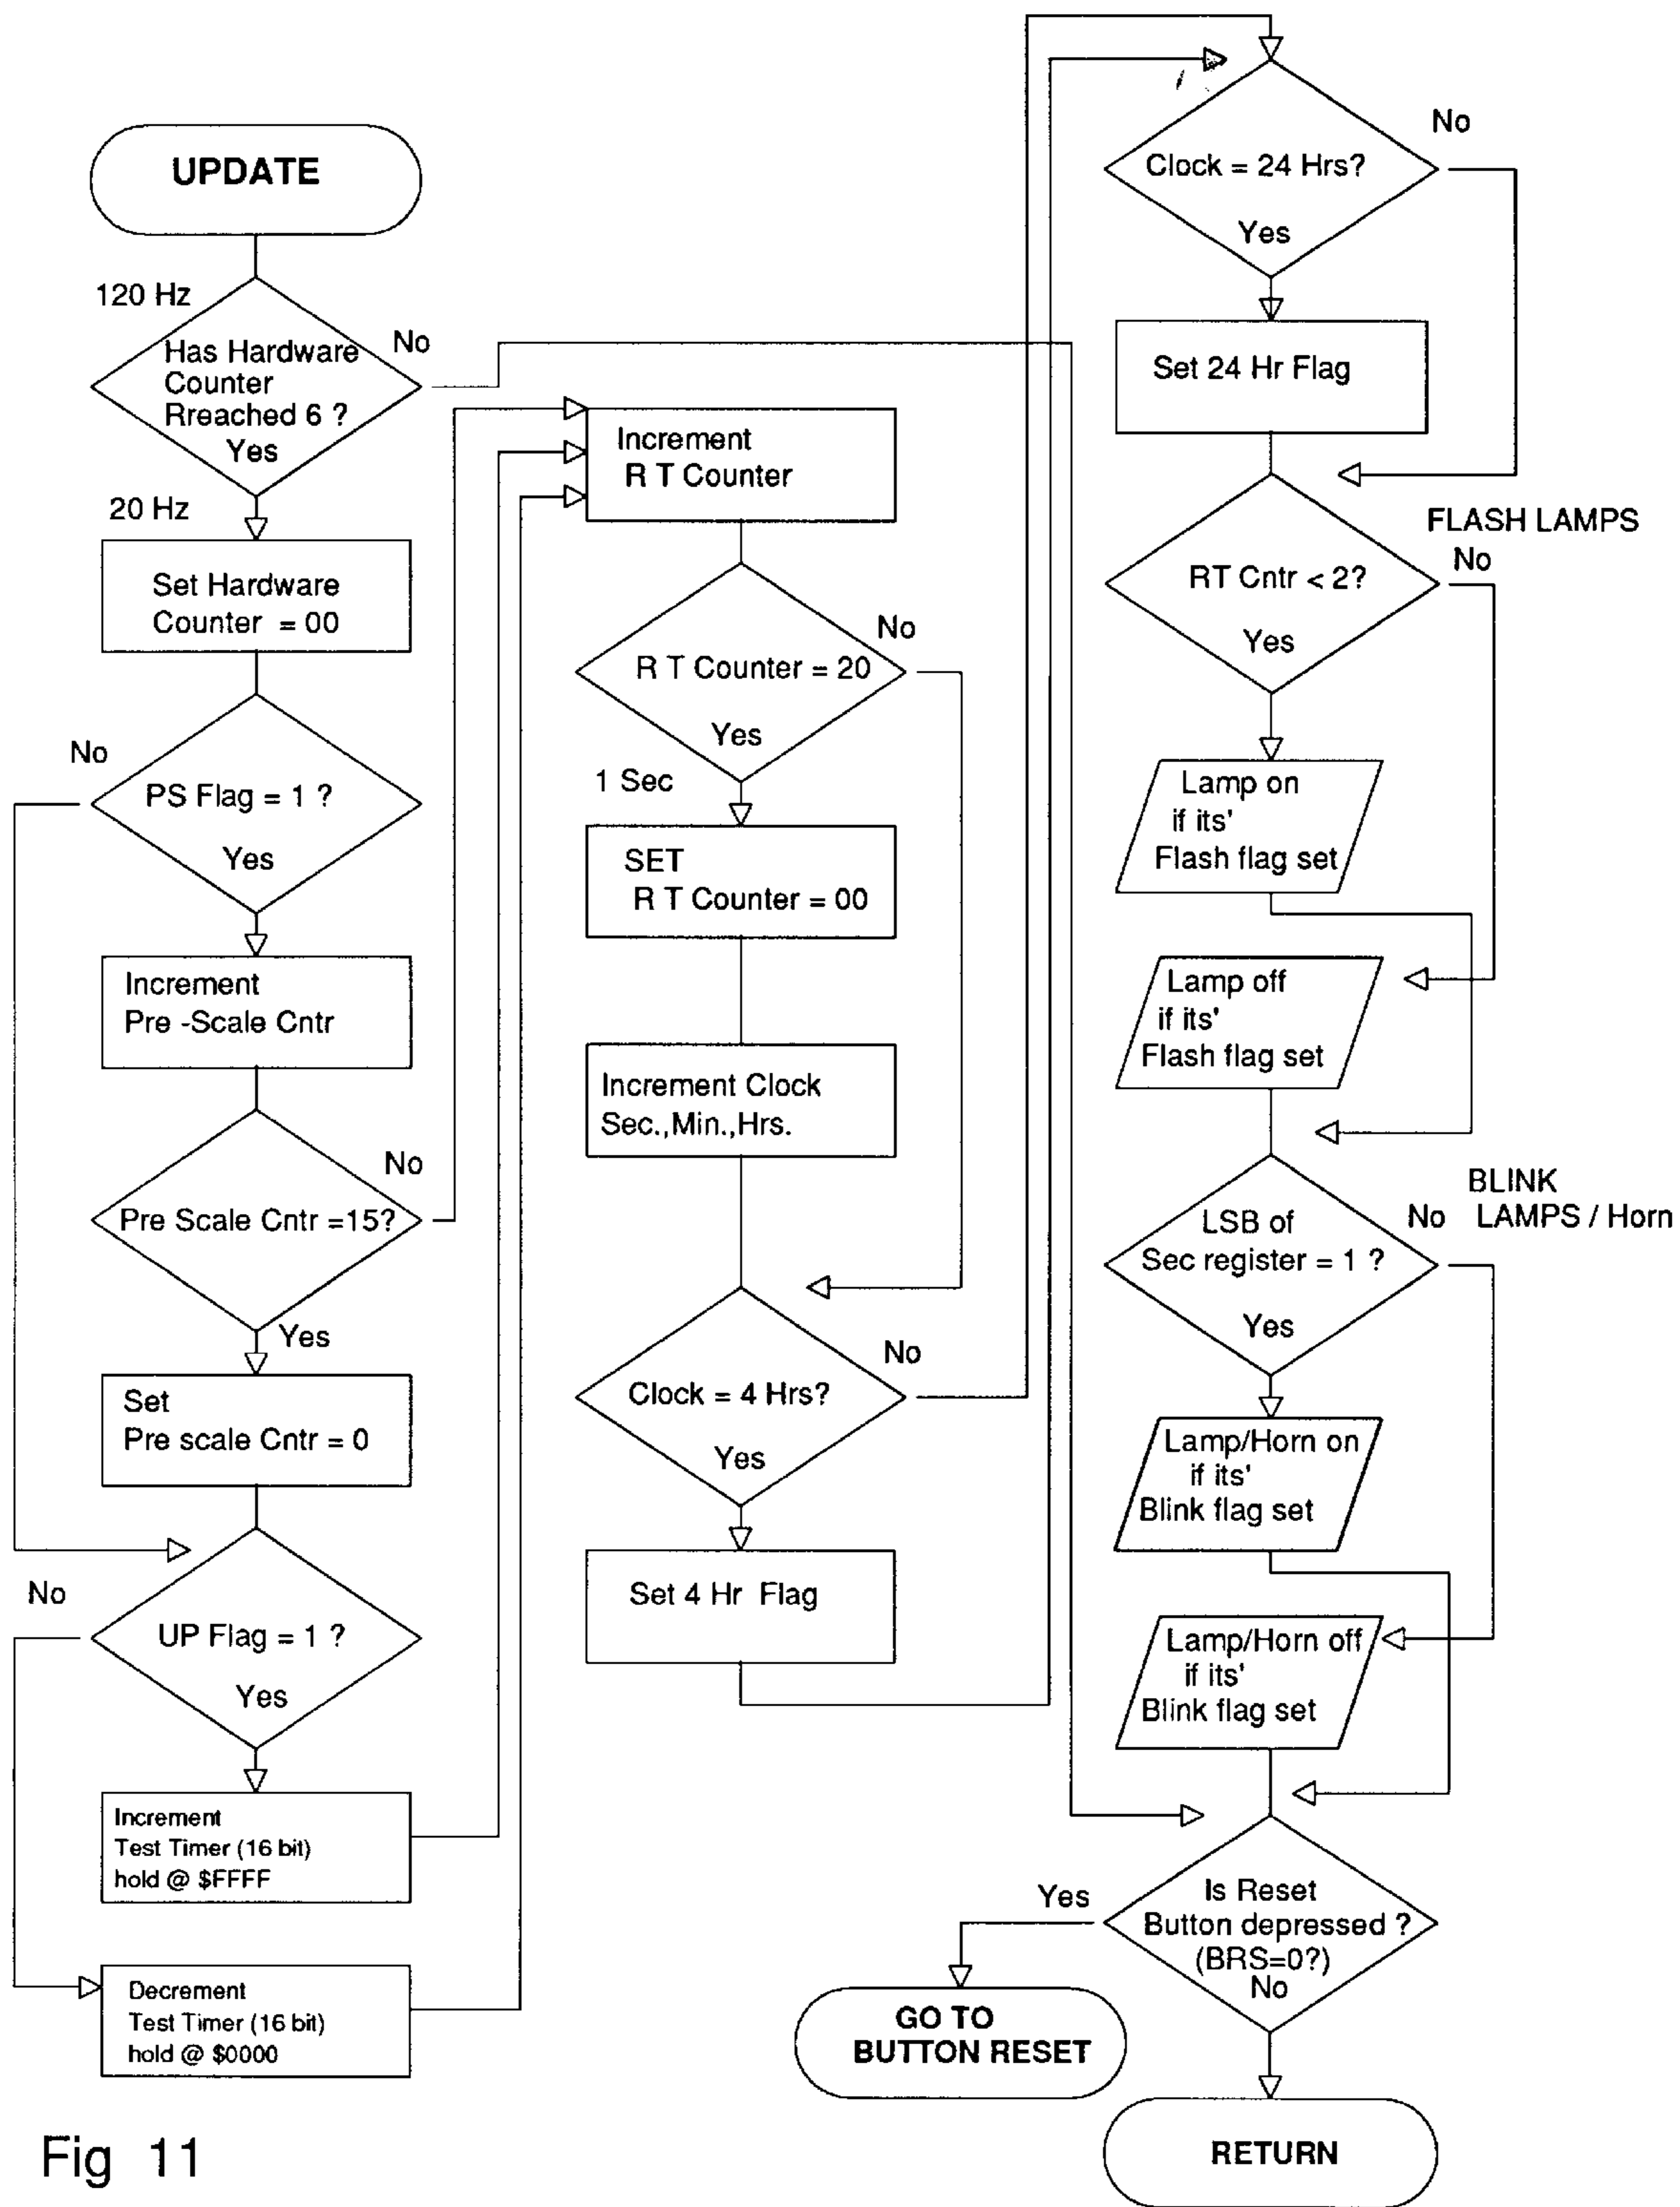 UPDATE
120 Hz
Has Hardware
Counter
Rreached 6 ?
Yes
No
20 Hz
Set Hardware
Counter = 00
No
PS Flag = 1 ?
Yes
Increment
Pre -Scale Cntr
No
Pre Scale Cntr =15?
Yes
Set
Pre scale Cntr = 0
No
UP Flag = 1 ?
Yes
Increment
Test Timer (16 bit)
hold @ $FFFF
Decrement
Test Timer (16 bit)
hold @ $0000
Increment
R T Counter
No
R T Counter = 20
Yes
1 Sec
SET
R T Counter = 00
Increment Clock
Sec.,Min.,Hrs.
No
Clock = 4 Hrs?
Yes
Set 4 Hr Flag
No
Clock = 24 Hrs?
Yes
Set 24 Hr Flag
FLASH LAMPS
No
RT Cntr < 2?
Yes
Lamp on
if its'
Flash flag set
Lamp off
if its'
Flash flag set
BLINK
No LAMPS / Horn
LSB of
Sec register = 1 ?
Yes
Lamp/Horn on
if its'
Blink flag set
Lamp/Horn off
if its'
Blink flag set
Yes
Is Reset
Button depressed ?
(BRS=0?)
No
GO TO
BUTTON RESET
RETURN
Fig 11